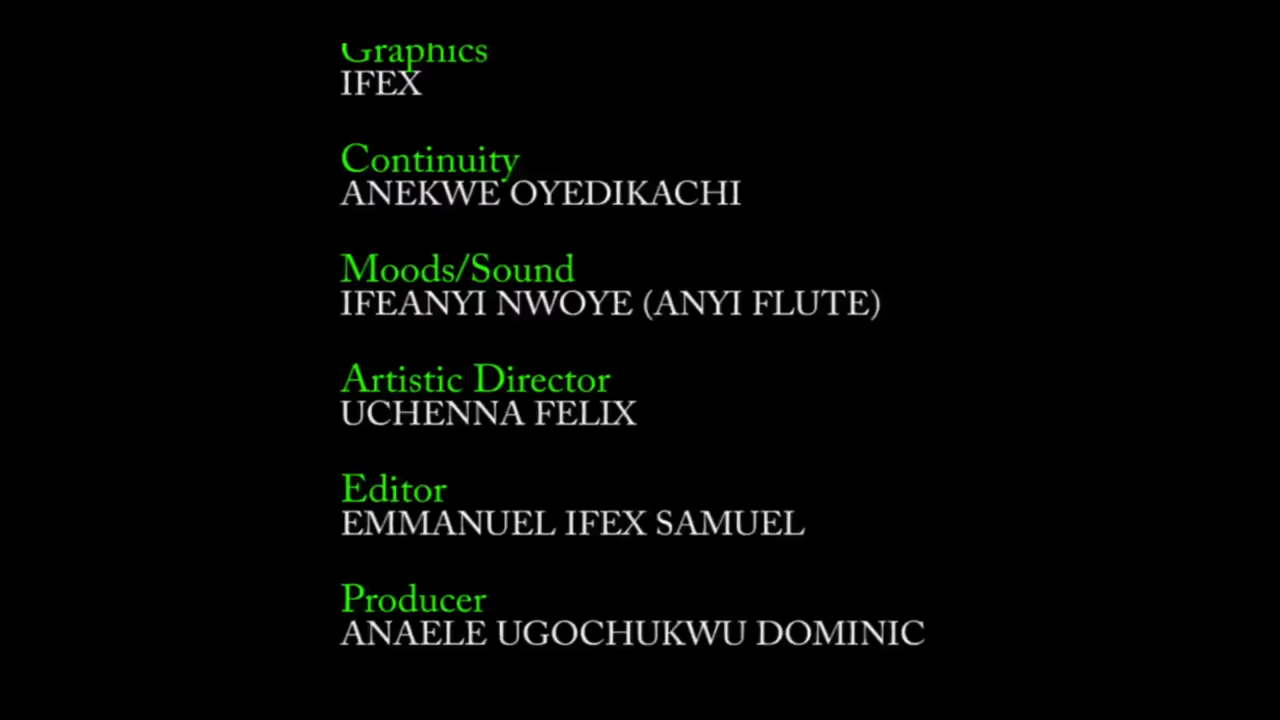 Graphics
IFEX
Continuity
ANEKWE OYEDIKACHI
Moods/Sound
IFEANYI NWOYE (ANYI FLUTE)
Artistic Director
UCHENNA FELIX
Editor
EMMANUEL IFEX SAMUEL
Producer
ANAELE UGOCHUKWU DOMINIC